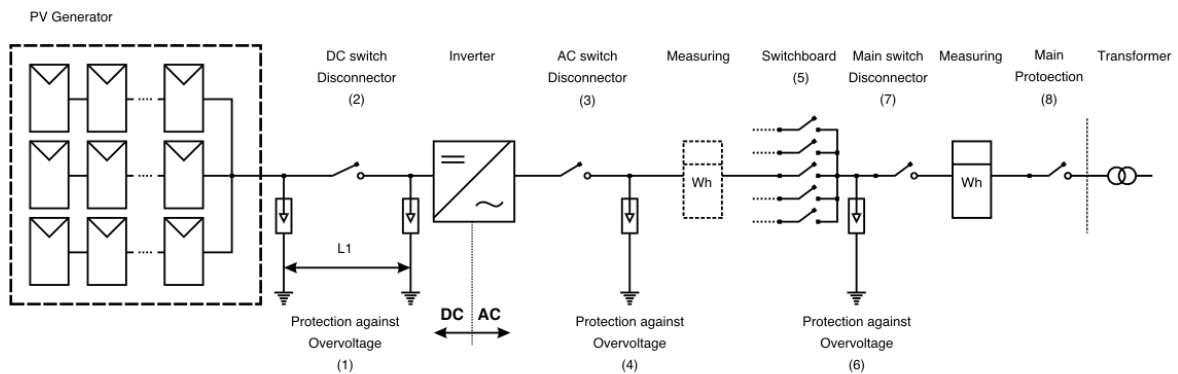 PV Generator
DC switch
Disconnector
(2)
Inverter
AC switch
Disconnector
(3)
Measuring
Switchboard
(5)
Main switch
Disconnector
(7)
Measuring
Main
Protoection
(8)
Transformer
Wh
Wh
L1
DC AC
Protection against
Overvoltage
(1)
Protection against
Overvoltage
(4)
Protection against
Overvoltage
(6)